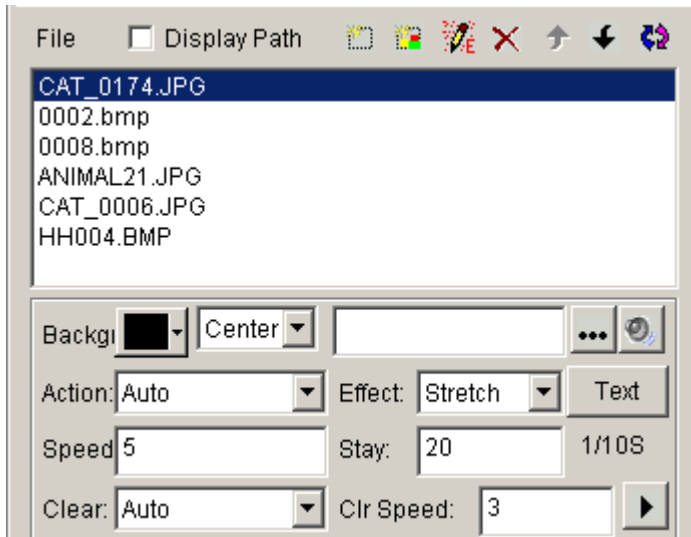 File Display Path E
CAT_0174.JPG
0002.bmp
0008.bmp
ANIMAL21.JPG
CAT_0006.JPG
HH004.BMP
Backgr Center ...
Action: Auto Effect: Stretch Text
Speed 5 Stay: 20 1/10S
Clear: Auto Clr Speed: 3